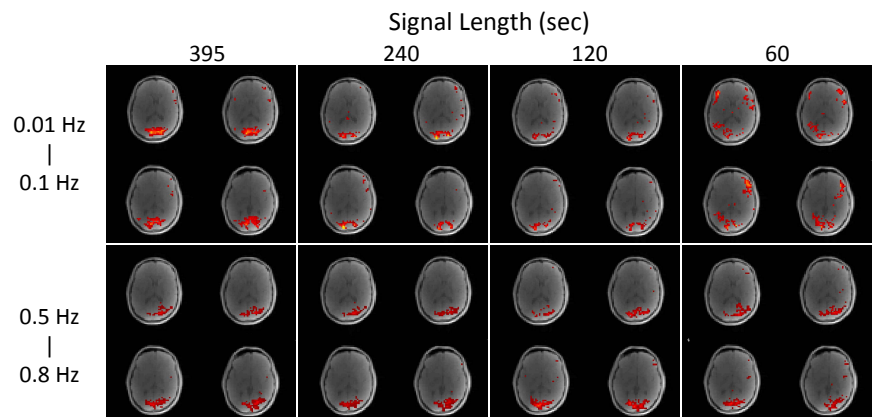 Signal Length (sec)
395 240 120 60
0.01 Hz
|
0.1 Hz
0.5 Hz
|
0.8 Hz